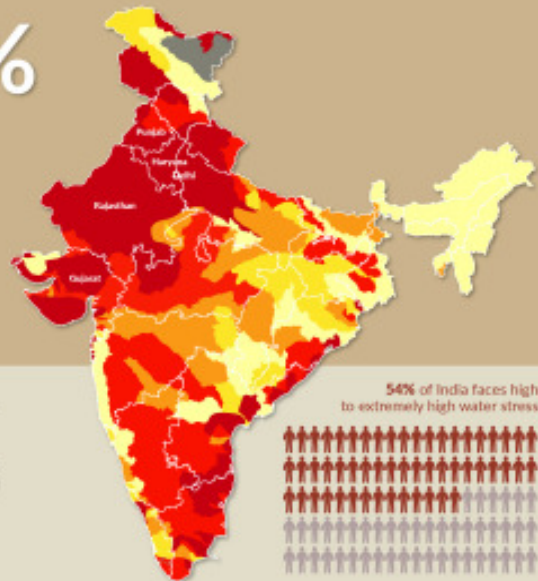 %
Punjab
Haryana
Delhi
Rajasthan
Gujarat
54% of India faces high
to extremely high water stress